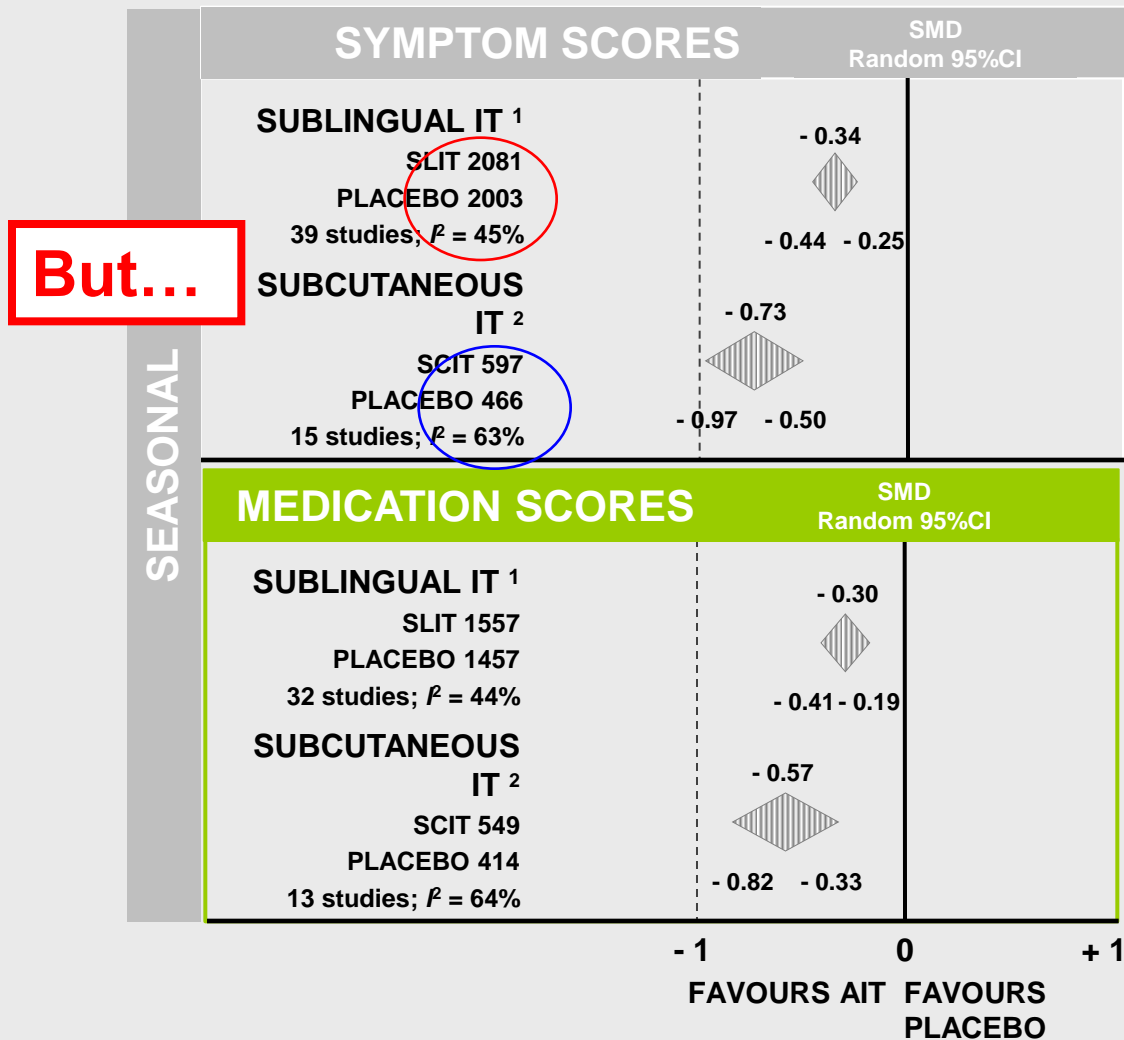 SYMPTOM SCORES
SMD
Random 95%CI
SUBLINGUAL IT ¹
SLIT 2081
PLACEBO 2003
39 studies; I² = 45%
- 0.34
- 0.44 - 0.25
But…
SUBCUTANEOUS
IT ²
SCIT 597
PLACEBO 466
15 studies; I² = 63%
- 0.73
- 0.97 - 0.50
SEASONAL
MEDICATION SCORES
SMD
Random 95%CI
SUBLINGUAL IT ¹
SLIT 1557
PLACEBO 1457
32 studies; I² = 44%
- 0.30
- 0.41 - 0.19
SUBCUTANEOUS
IT ²
SCIT 549
PLACEBO 414
13 studies; I² = 64%
- 0.57
- 0.82 - 0.33
- 1 0 + 1
FAVOURS AIT FAVOURS
PLACEBO